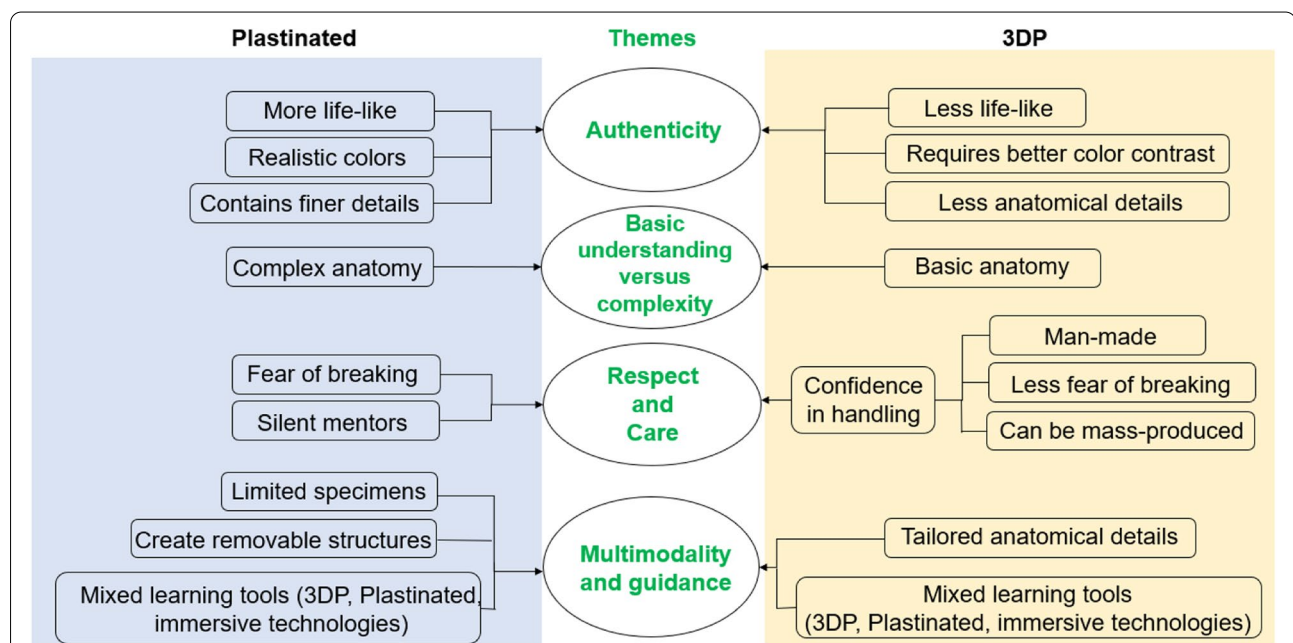 Plastinated
Themes
3DP
More life-like
Realistic colors
Contains finer details
Authenticity
Less life-like
Requires better color contrast
Less anatomical details
Complex anatomy
Basic
understanding
versus
complexity
Basic anatomy
Fear of breaking
Silent mentors
Respect
and
Care
Confidence
in handling
Man-made
Less fear of breaking
Can be mass-produced
Limited specimens
Create removable structures
Mixed learning tools (3DP, Plastinated,
immersive technologies)
Multimodality
and guidance
Tailored anatomical details
Mixed learning tools
(3DP, Plastinated, immersive technologies)